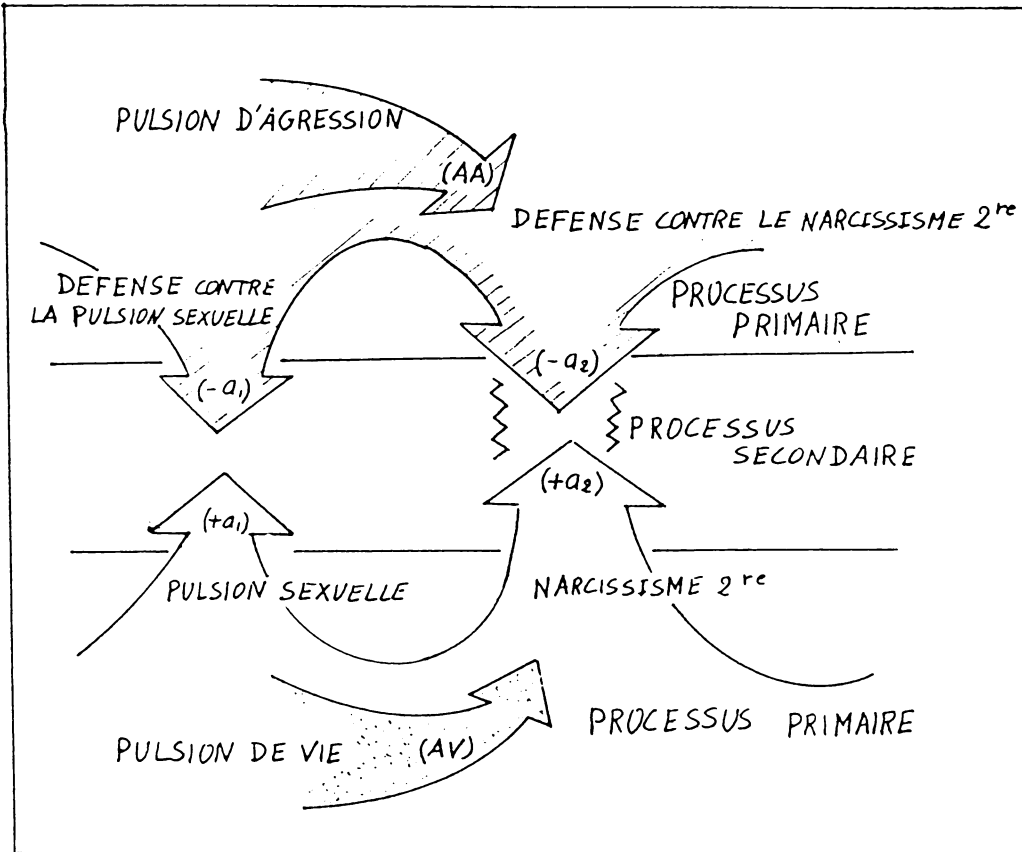 PULSION D'AGRESSION
(AA)
DEFENSE CONTRE LE NARCISSISME 2re
DEFENSE CONTRE
LA PULSION SEXUELLE
PROCESSUS
PRIMAIRE
(-a1)
(-a2)
PROCESSUS
SECONDAIRE
(+a1)
(+a2)
PULSION SEXUELLE
NARCISSISME 2re
PULSION DE VIE
(AV)
PROCESSUS PRIMAIRE